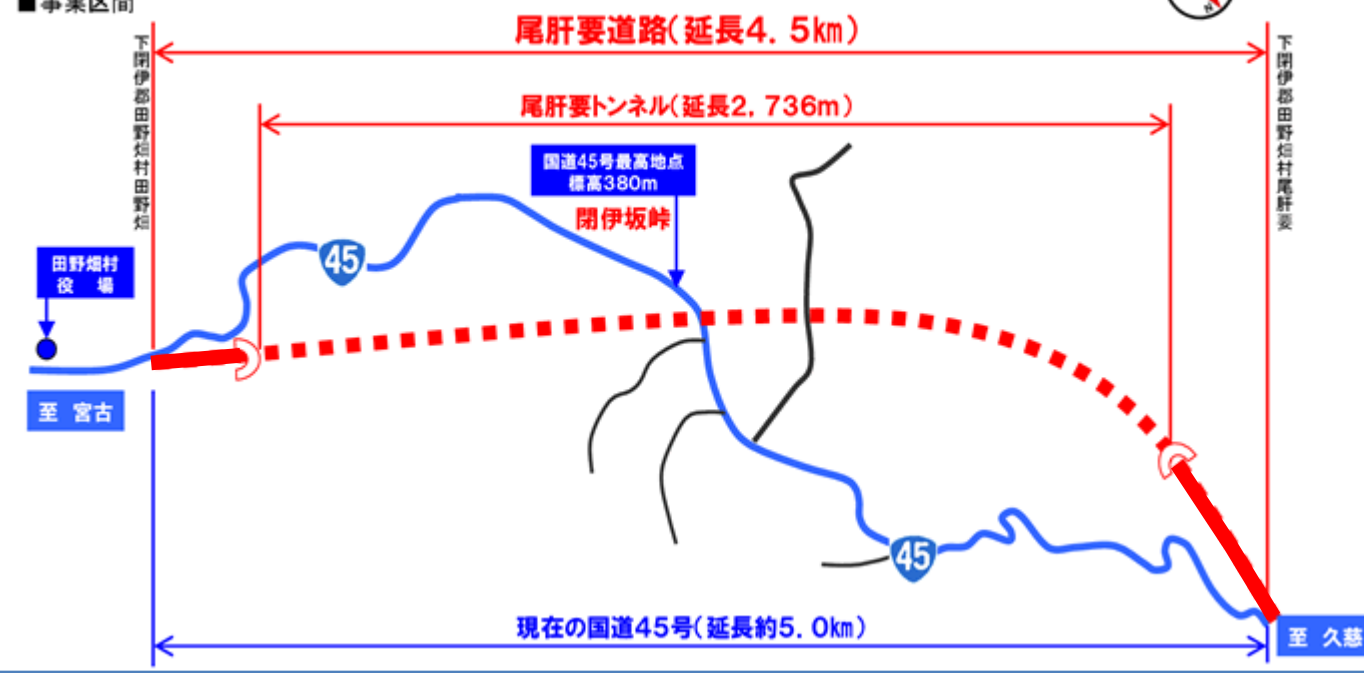 ■事業区間
N
尾肝要道路(延長4.5km)
下閉伊郡田野畑村田野畑
下閉伊郡田野畑村尾肝要
尾肝要トンネル(延長2,736m)
国道45号最高地点
標高380m
閉伊坂峠
45
田野畑村
役 場
至 宮古
45
現在の国道45号(延長約5.0km)
至 久慈